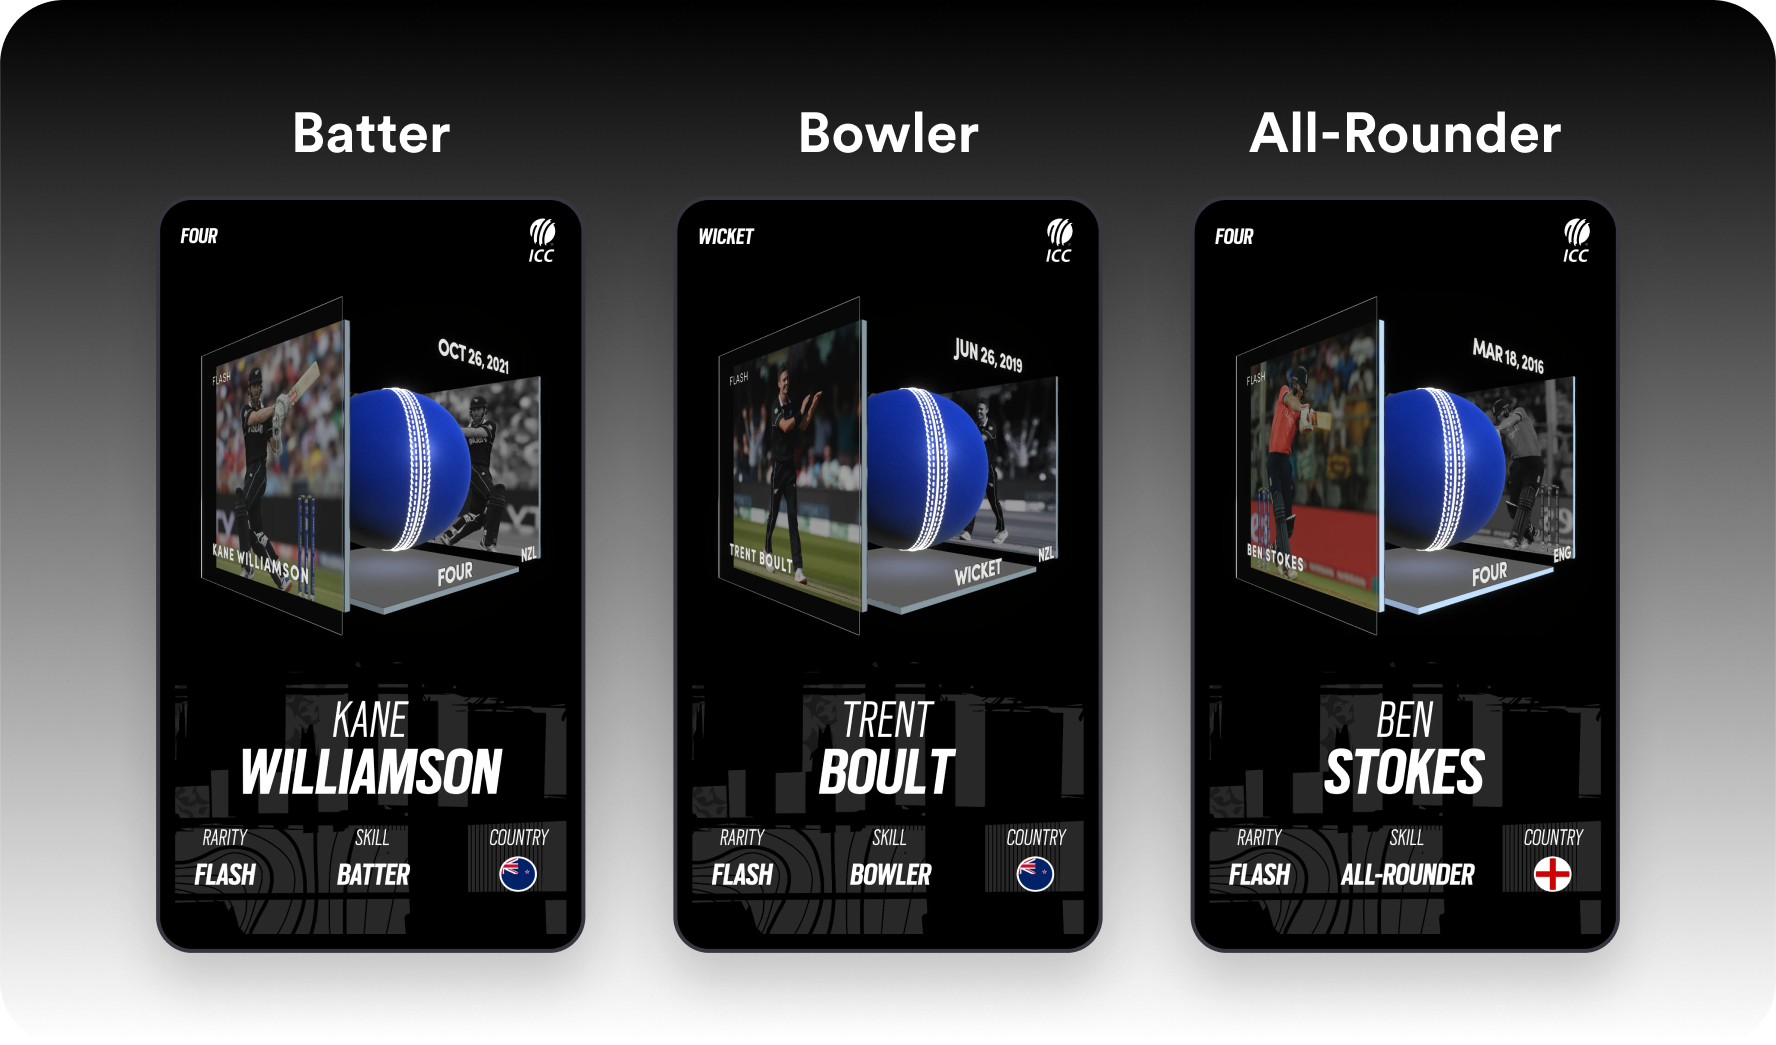 Batter
FOUR
ICC
OCT 26, 2021
FLASH
KANE WILLIAMSON
NZL
FOUR
KANE
WILLIAMSON
RARITY
SKILL
COUNTRY
FLASH
BATTER
Bowler
WICKET
ICC
JUN 26, 2019
FLASH
TRENT BOULT
NZL
WICKET
TRENT
BOULT
RARITY
SKILL
COUNTRY
FLASH
BOWLER
All-Rounder
FOUR
ICC
MAR 18, 2016
FLASH
BEN STOKES
ENG
FOUR
BEN
STOKES
RARITY
SKILL
COUNTRY
FLASH
ALL-ROUNDER